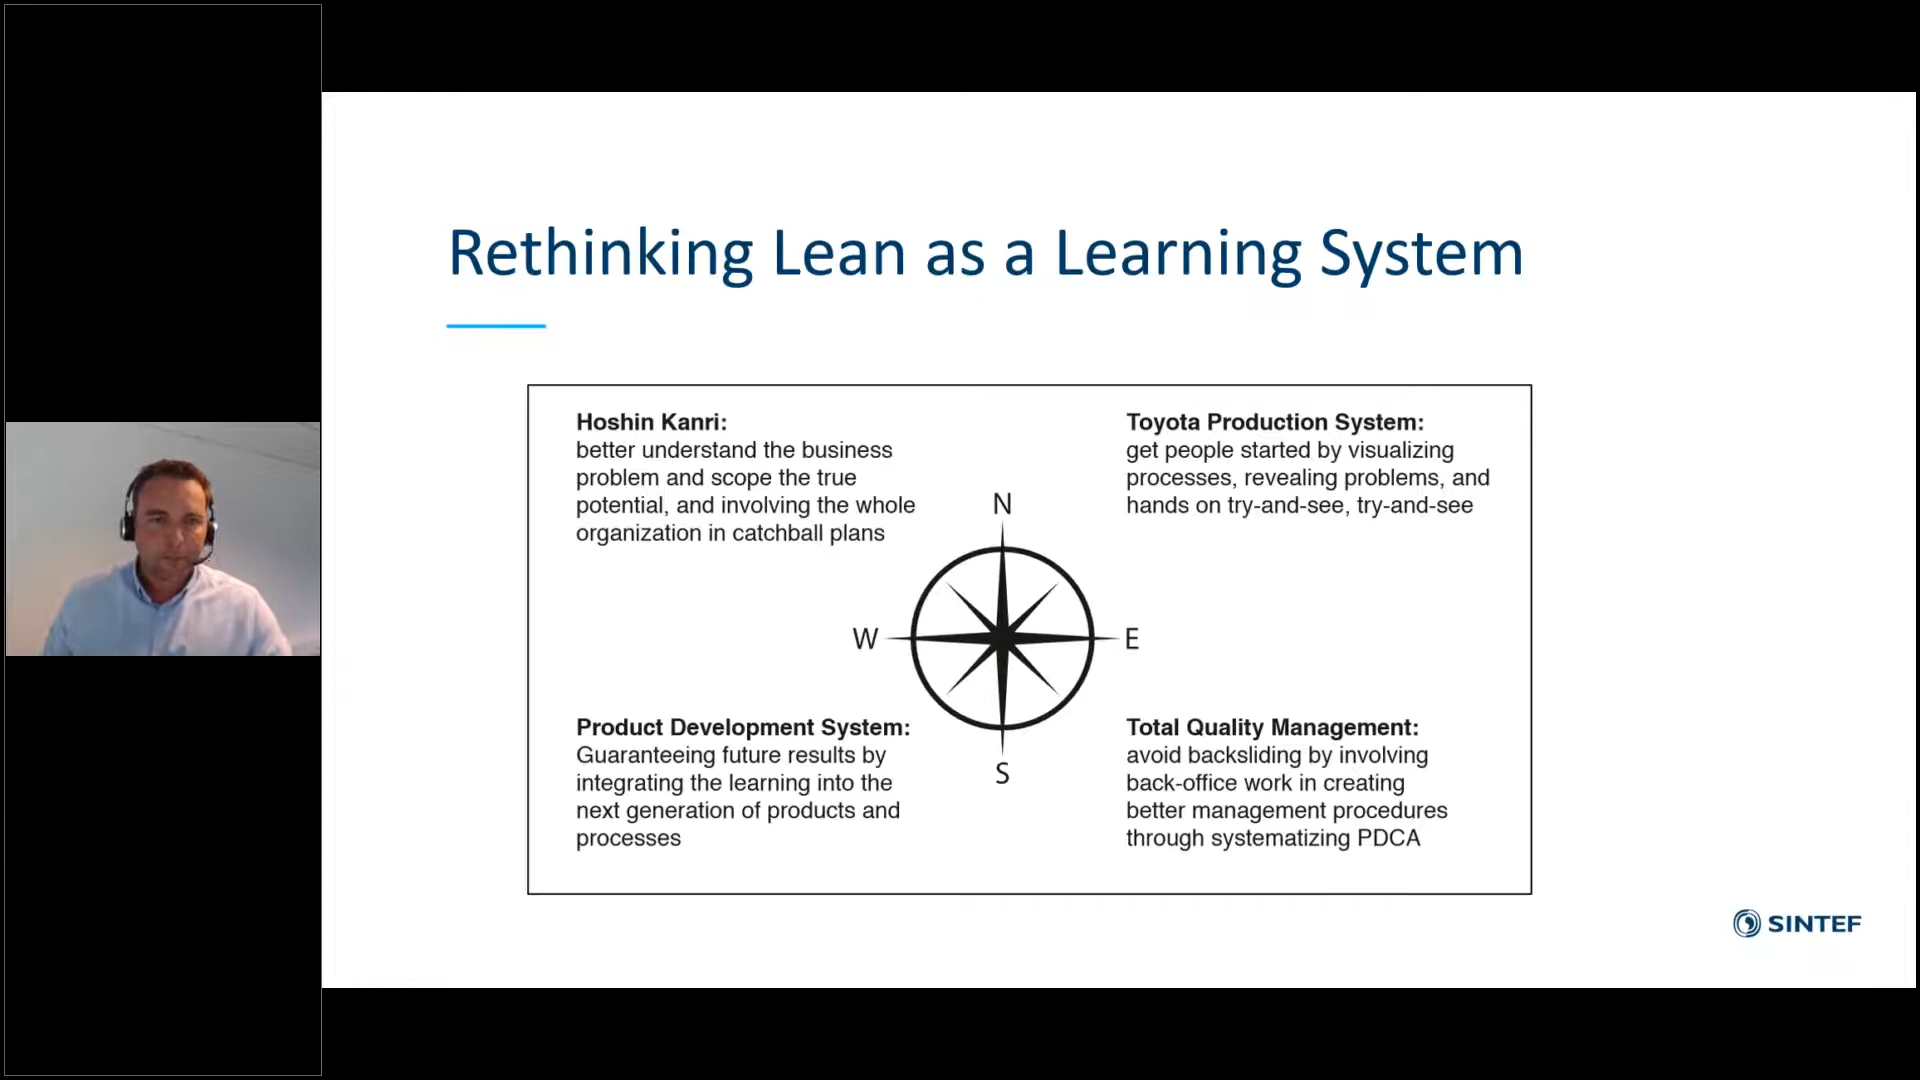 Rethinking Lean as a Learning System
Hoshin Kanri:
better understand the business
problem and scope the true
potential, and involving the whole
organization in catchball plans
Toyota Production System:
get people started by visualizing
processes, revealing problems, and
hands on try-and-see, try-and-see
N
W
E
S
Product Development System:
Guaranteeing future results by
integrating the learning into the
next generation of products and
processes
Total Quality Management:
avoid backsliding by involving
back-office work in creating
better management procedures
through systematizing PDCA
SINTEF